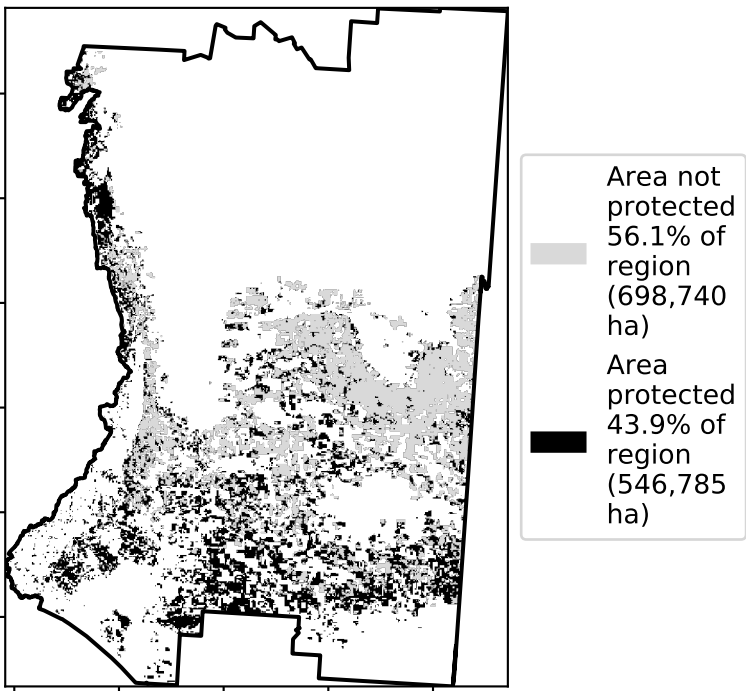 Area not
protected
56.1% of
region
(698,740
ha)
Area
protected
43.9% of
region
(546,785
ha)